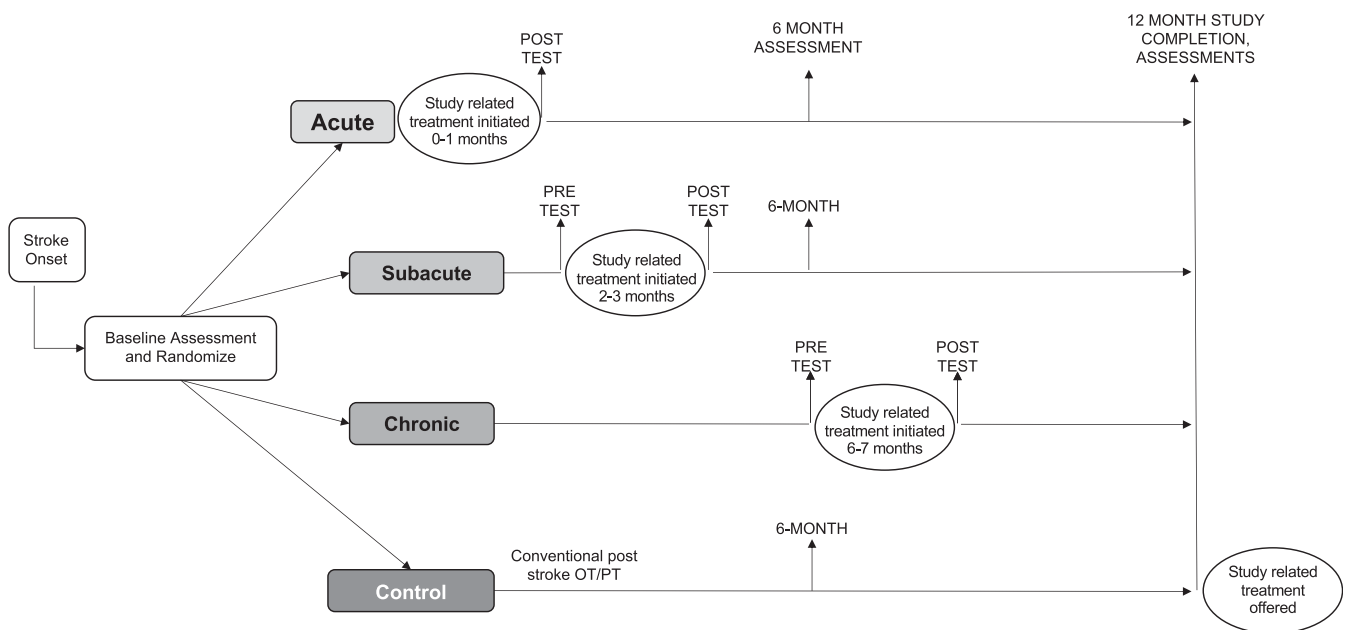 12 MONTH STUDY
COMPLETION,
ASSESSMENTS
6 MONTH
ASSESSMENT
POST
TEST
Acute
Study related
treatment initiated
0-1 months
PRE
TEST
POST
TEST
6-MONTH
Stroke
Onset
Subacute
Study related
treatment initiated
2-3 months
Baseline Assessment
and Randomize
PRE
TEST
POST
TEST
Chronic
Study related
treatment initiated
6-7 months
6-MONTH
Conventional post
stroke OT/PT
Control
Study related
treatment
offered